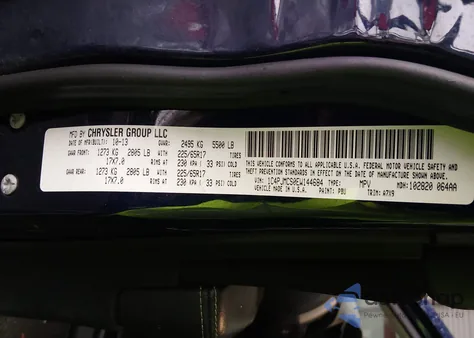 MFD BY CHRYSLER GROUP LLC
DATE OF MFR(BUILT): 10-13 GVWR: 2495 KG 5500 LB
GAWR FRONT: 1273 KG 2805 LB 225/65R17 TIRES
17X7.0 RIMS AT 230 KPA ( 33 PSI) COLD
GAWR REAR: 1273 KG 2805 LB 225/65R17 TIRES
17X7.0 RIMS AT 230 KPA ( 33 PSI) COLD
THIS VEHICLE CONFORMS TO ALL APPLICABLE U.S.A. FEDERAL MOTOR VEHICLE SAFETY AND
THEFT PREVENTION STANDARDS IN EFFECT ON THE DATE OF MANUFACTURE SHOWN ABOVE.
VIN: 1C4PJMCS0EW144684 TYPE: MPV MDH: 102820 064AA
VEHICLE MADE IN U.S.A. PAINT: PBU TRIM: A7X9